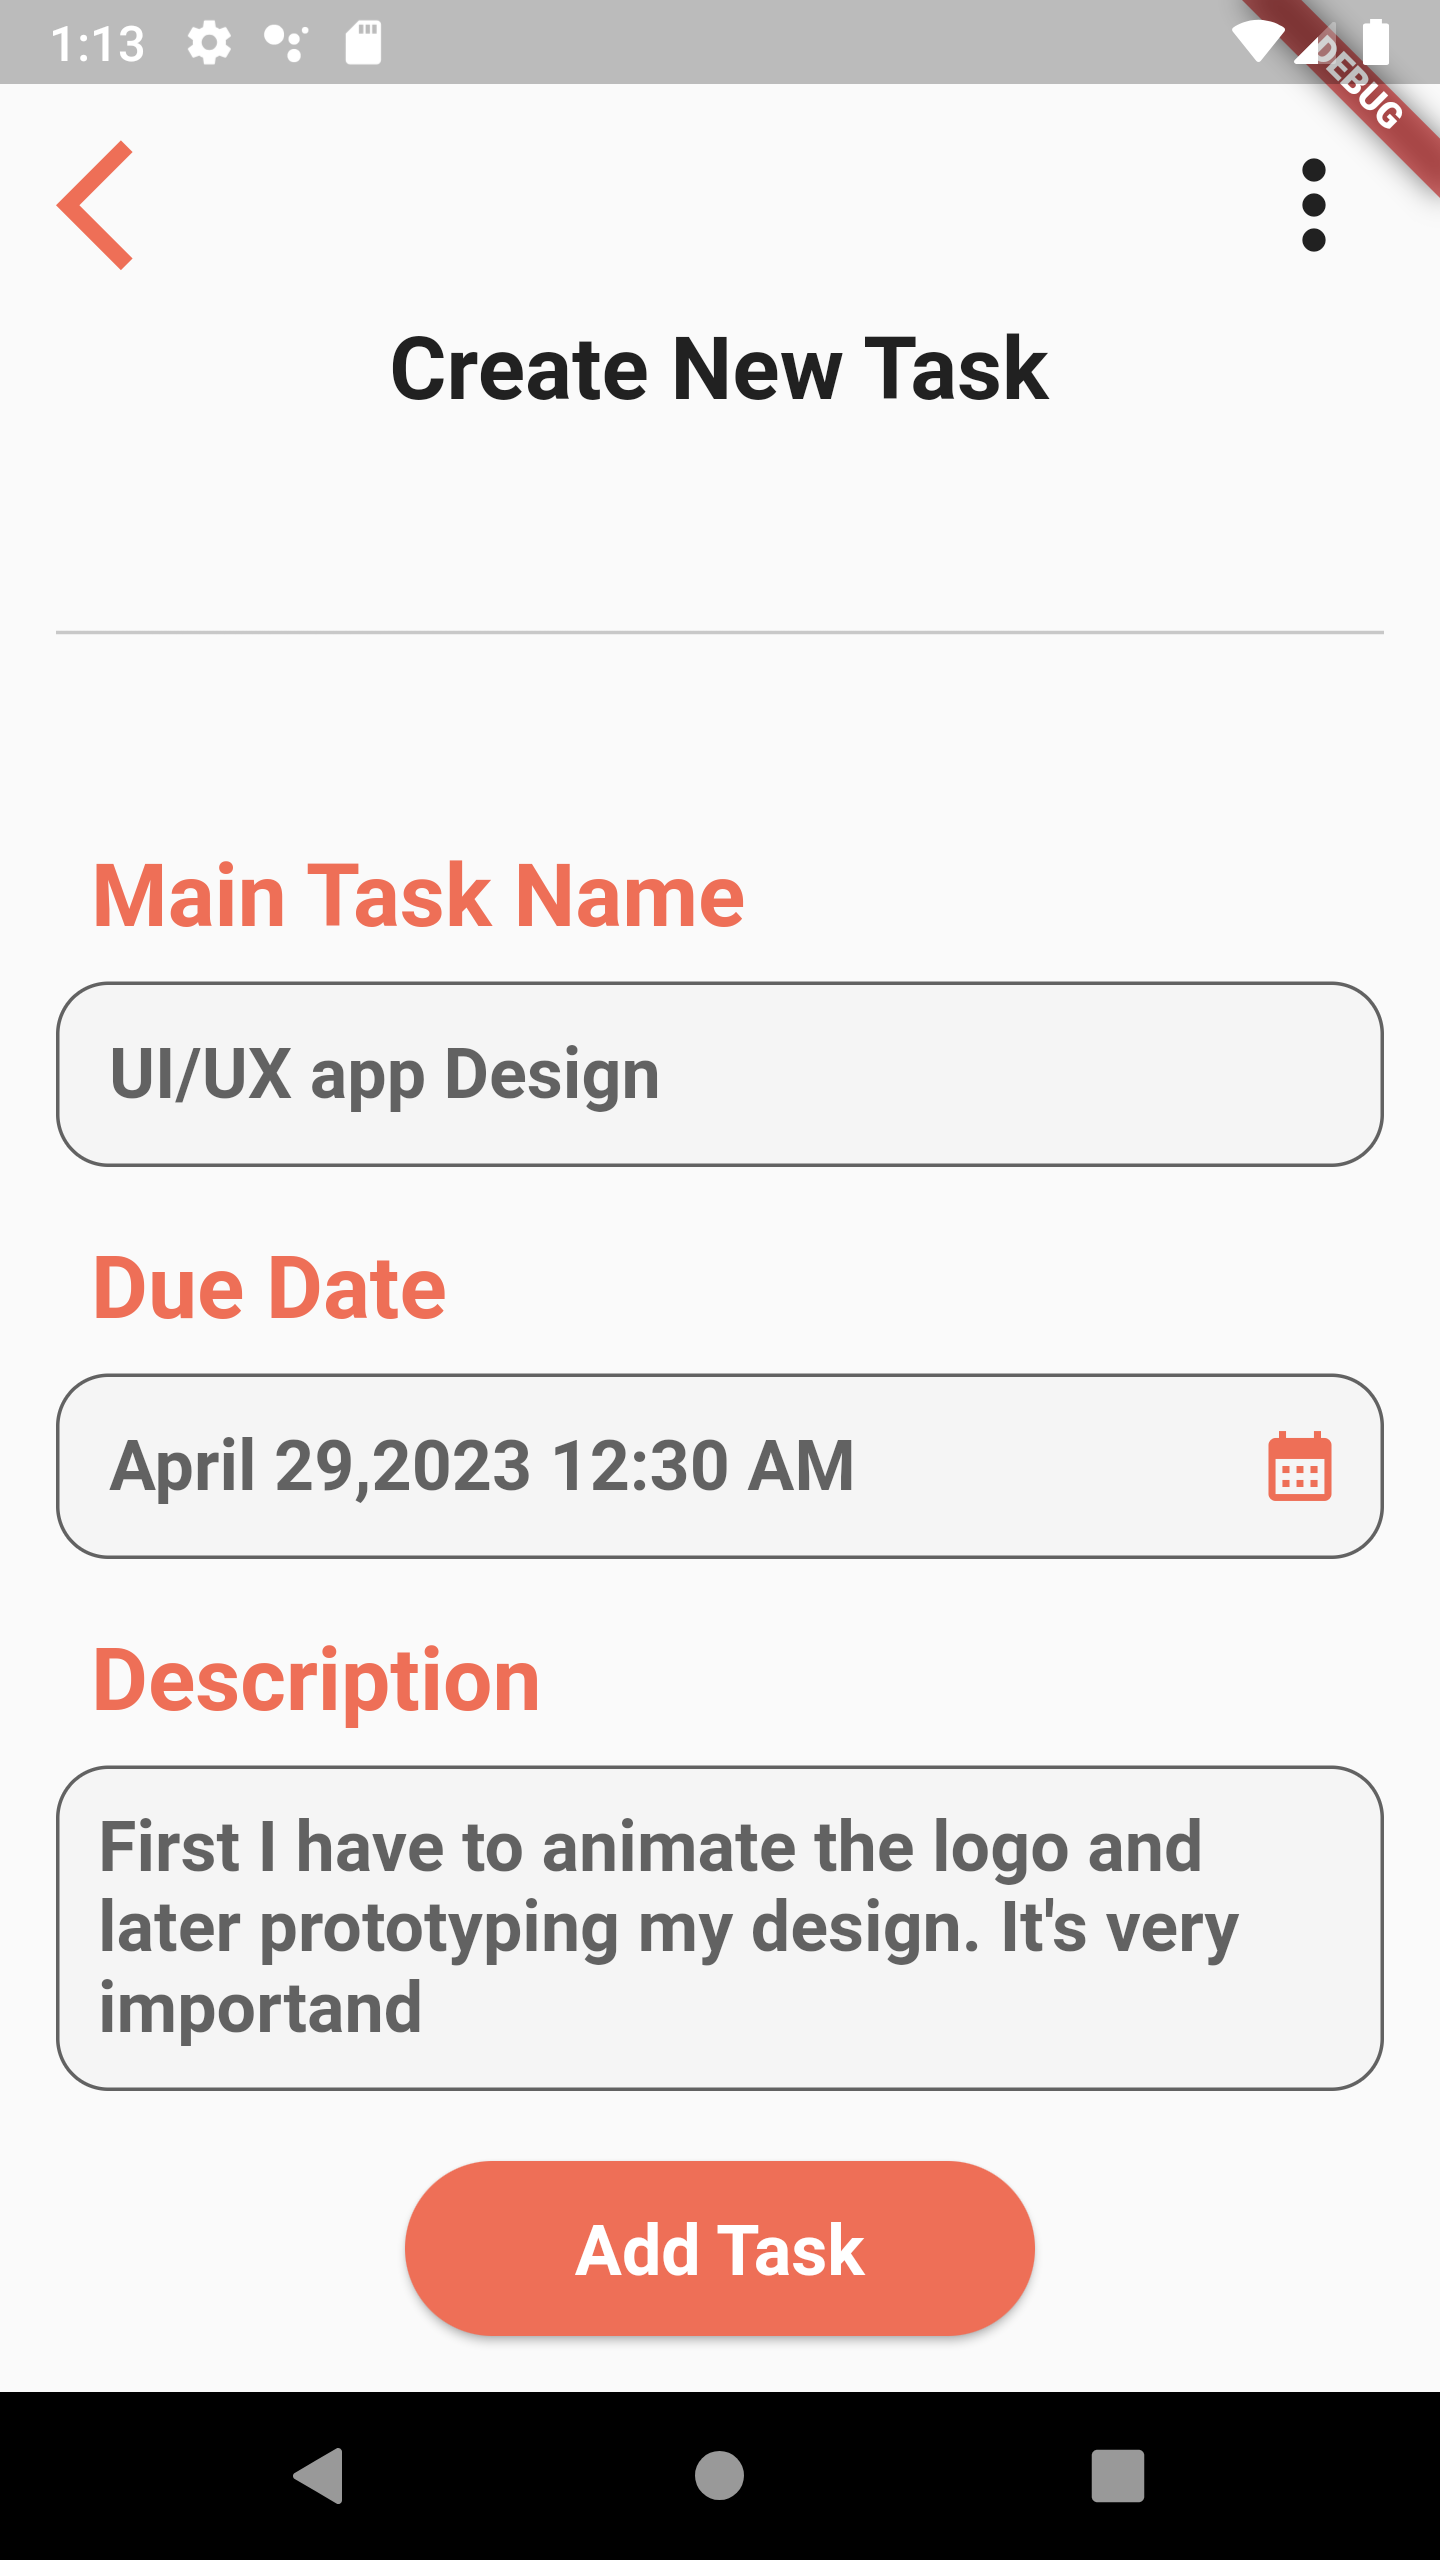 1:13
DEBUG
Create New Task
Main Task Name
UI/UX app Design
Due Date
April 29,2023 12:30 AM
Description
First I have to animate the logo and
later prototyping my design. It's very
importand
Add Task